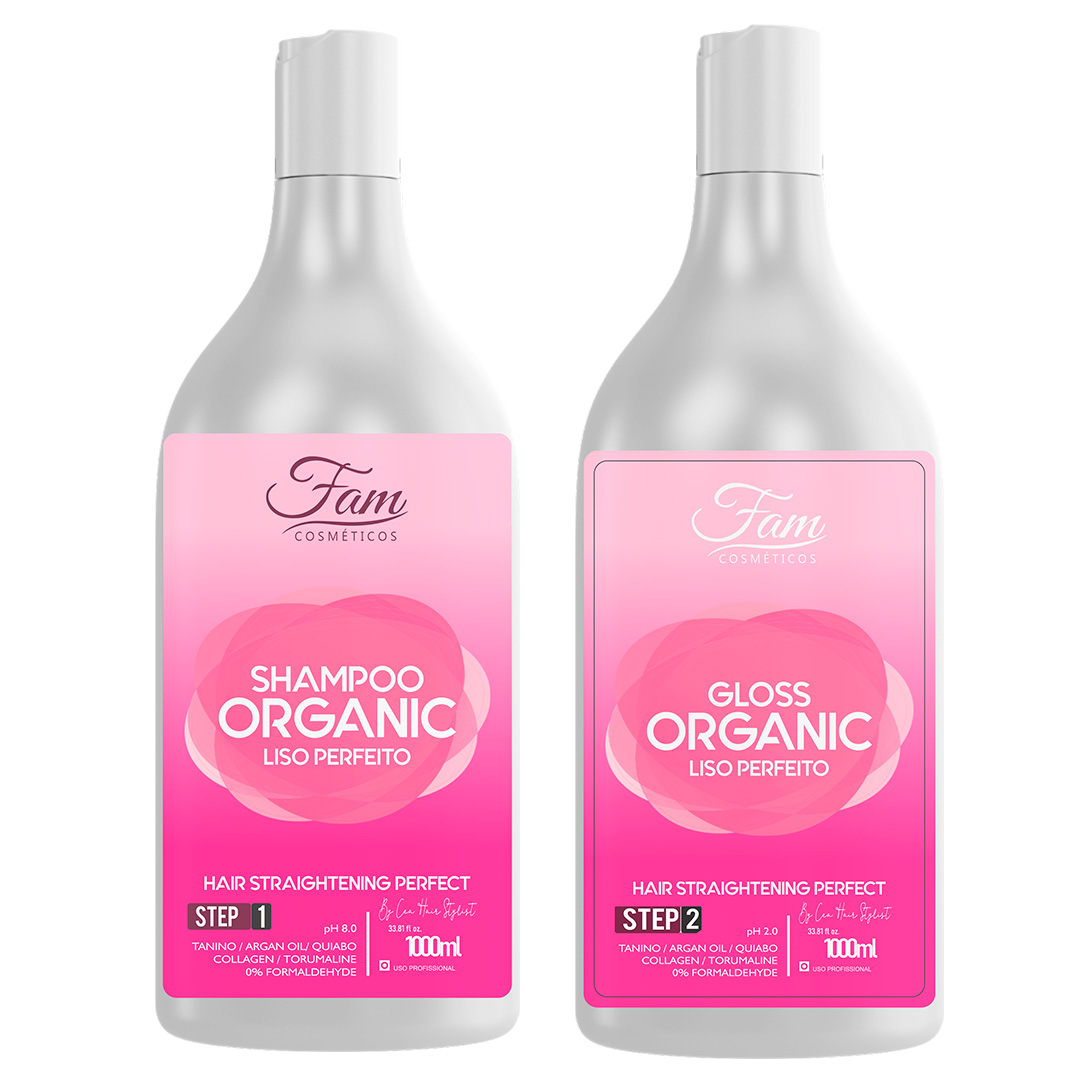 Fam
COSMÉTICOS
SHAMPOO
ORGANIC
LISO PERFEITO
HAIR STRAIGHTENING PERFECT
STEP 1
By Cea Hair Stylist
pH 8.0
33.81 fl oz.
1000ml
TANINO / ARGAN OIL / QUIABO
COLLAGEN / TORUMALINE
0% FORMALDEHYDE
USO PROFISSIONAL
Fam
COSMÉTICOS
GLOSS
ORGANIC
LISO PERFEITO
HAIR STRAIGHTENING PERFECT
STEP 2
By Cea Hair Stylist
pH 2.0
33.81 fl oz.
1000ml
TANINO / ARGAN OIL/ QUIABO
COLLAGEN / TORUMALINE
0% FORMALDEHYDE
USO PROFISSIONAL